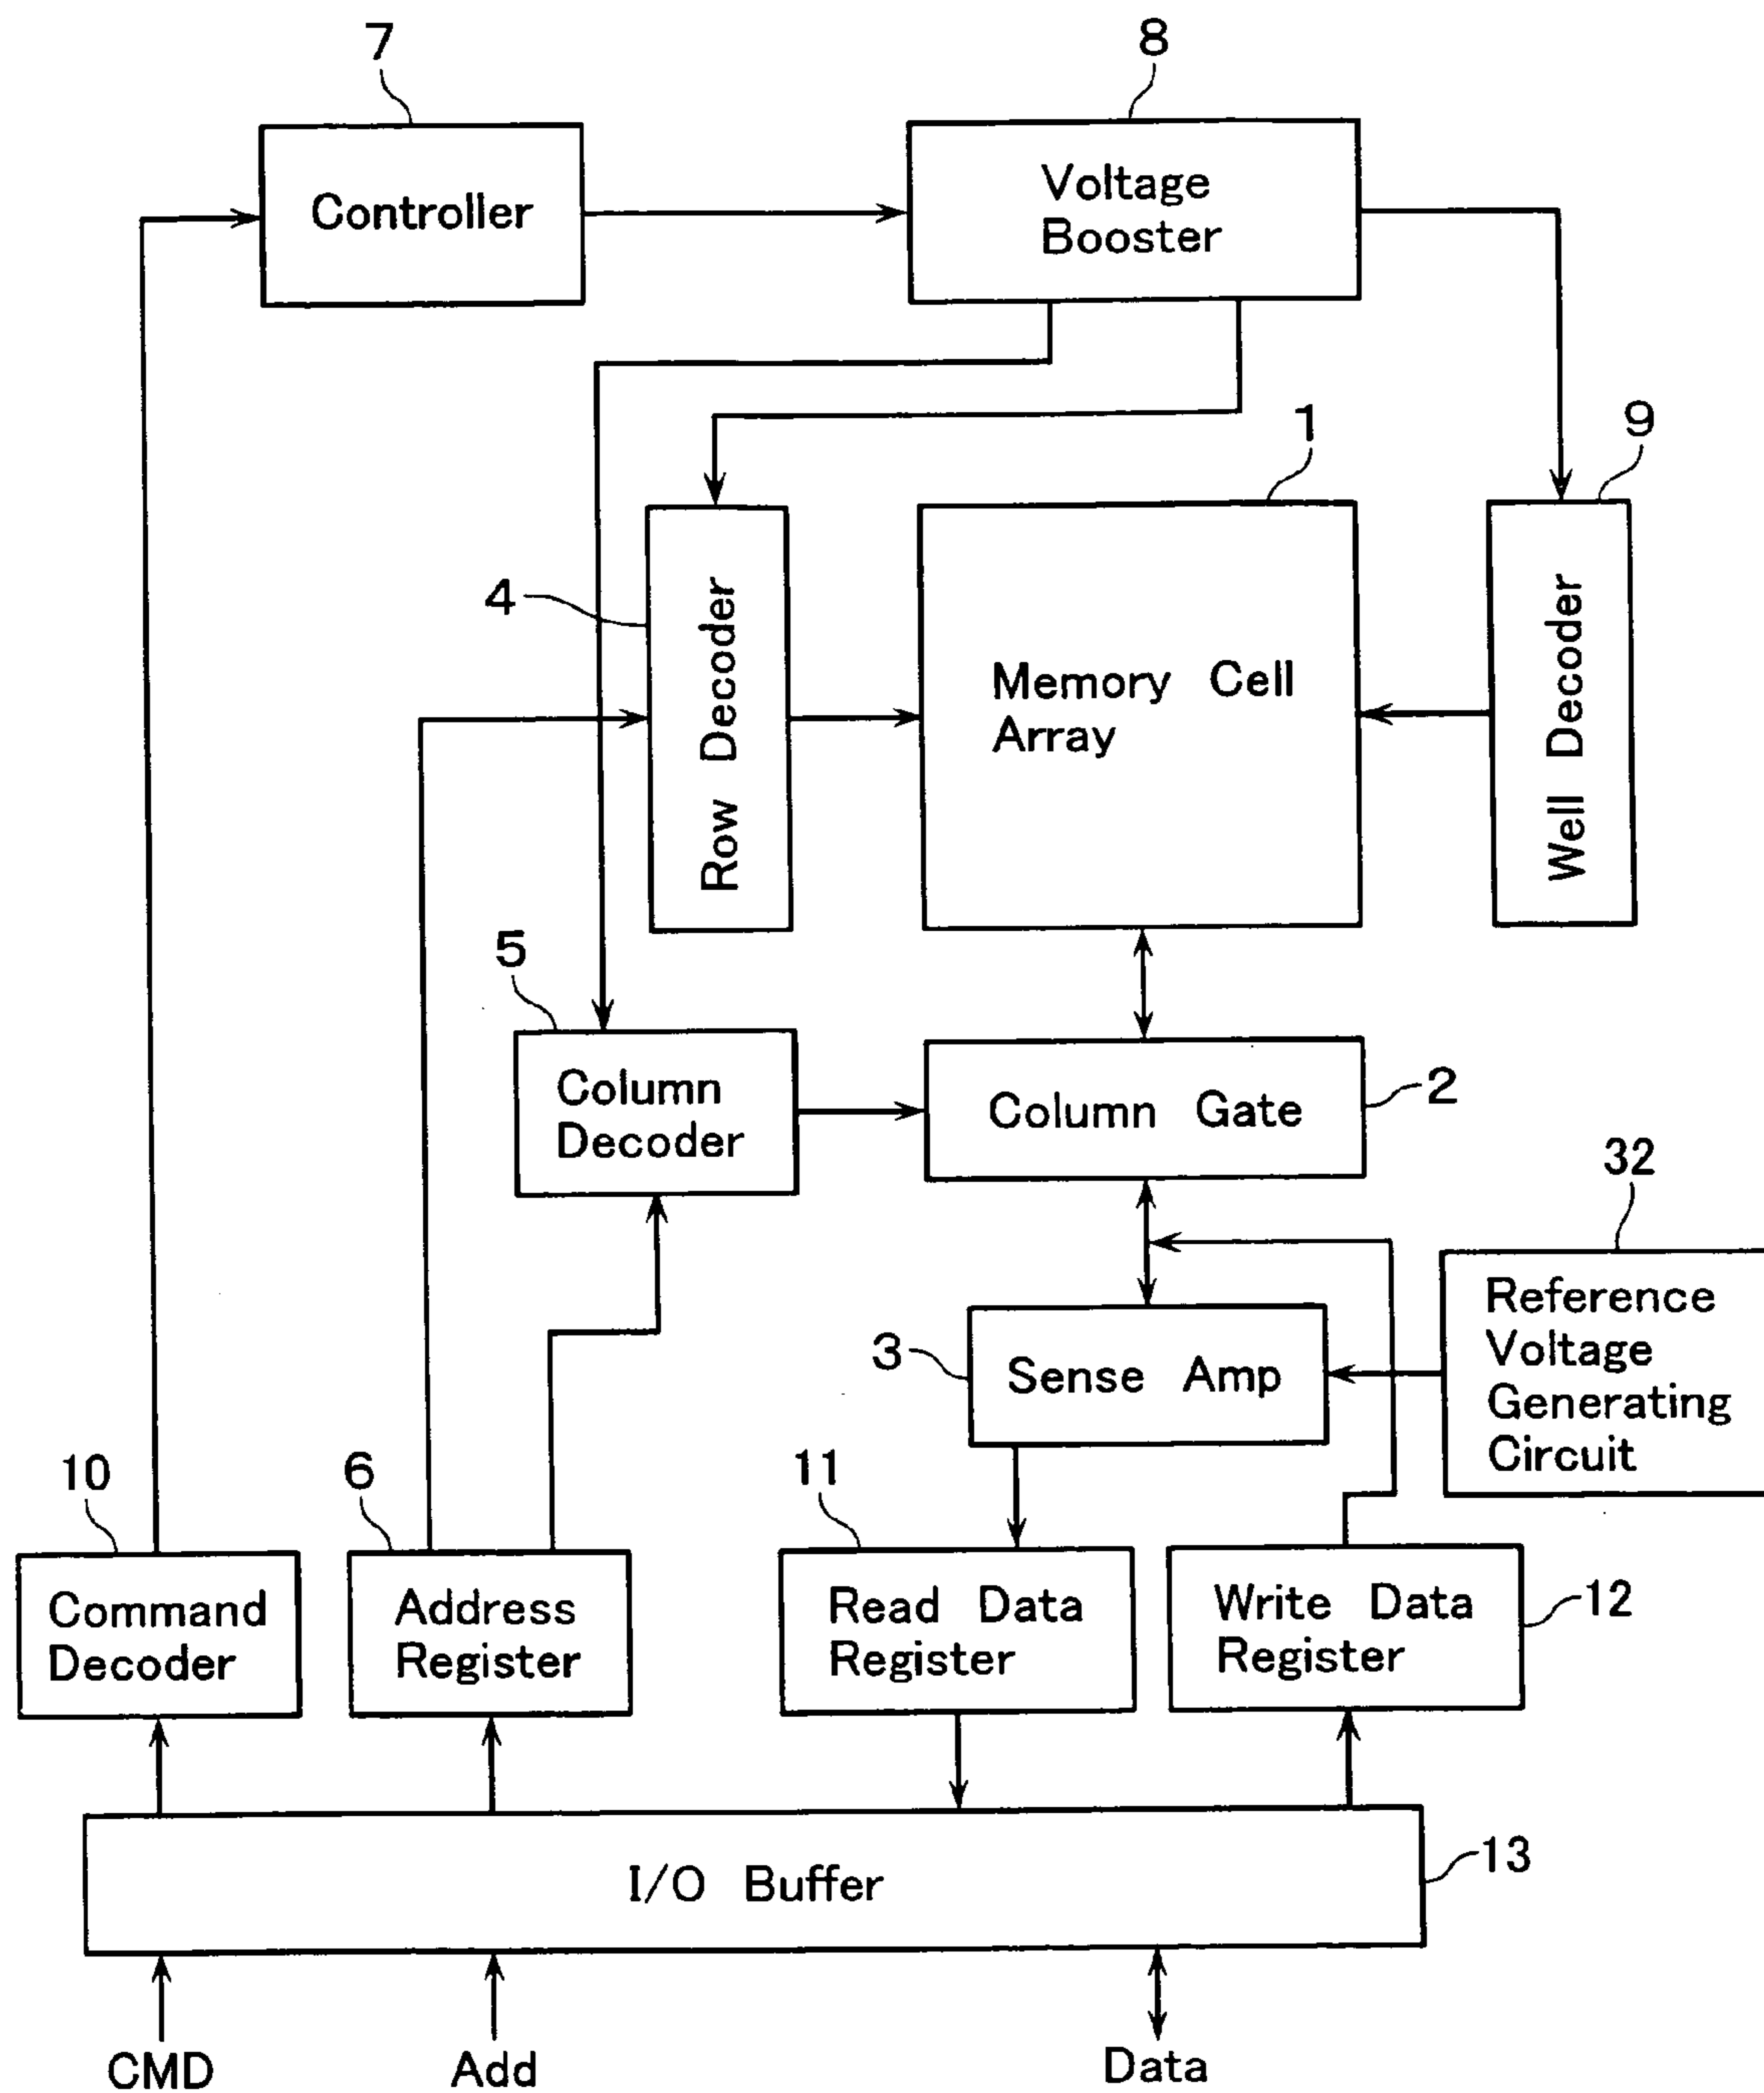 7
8
Controller
Voltage
Booster
1
9
4
Row Decoder
Memory Cell
Array
Well Decoder
5
Column
Decoder
Column Gate
2
32
Reference
Voltage
Generating
Circuit
3
Sense Amp
10
6
11
Command
Decoder
Address
Register
Read Data
Register
Write Data
Register
12
I/O Buffer
13
CMD
Add
Data